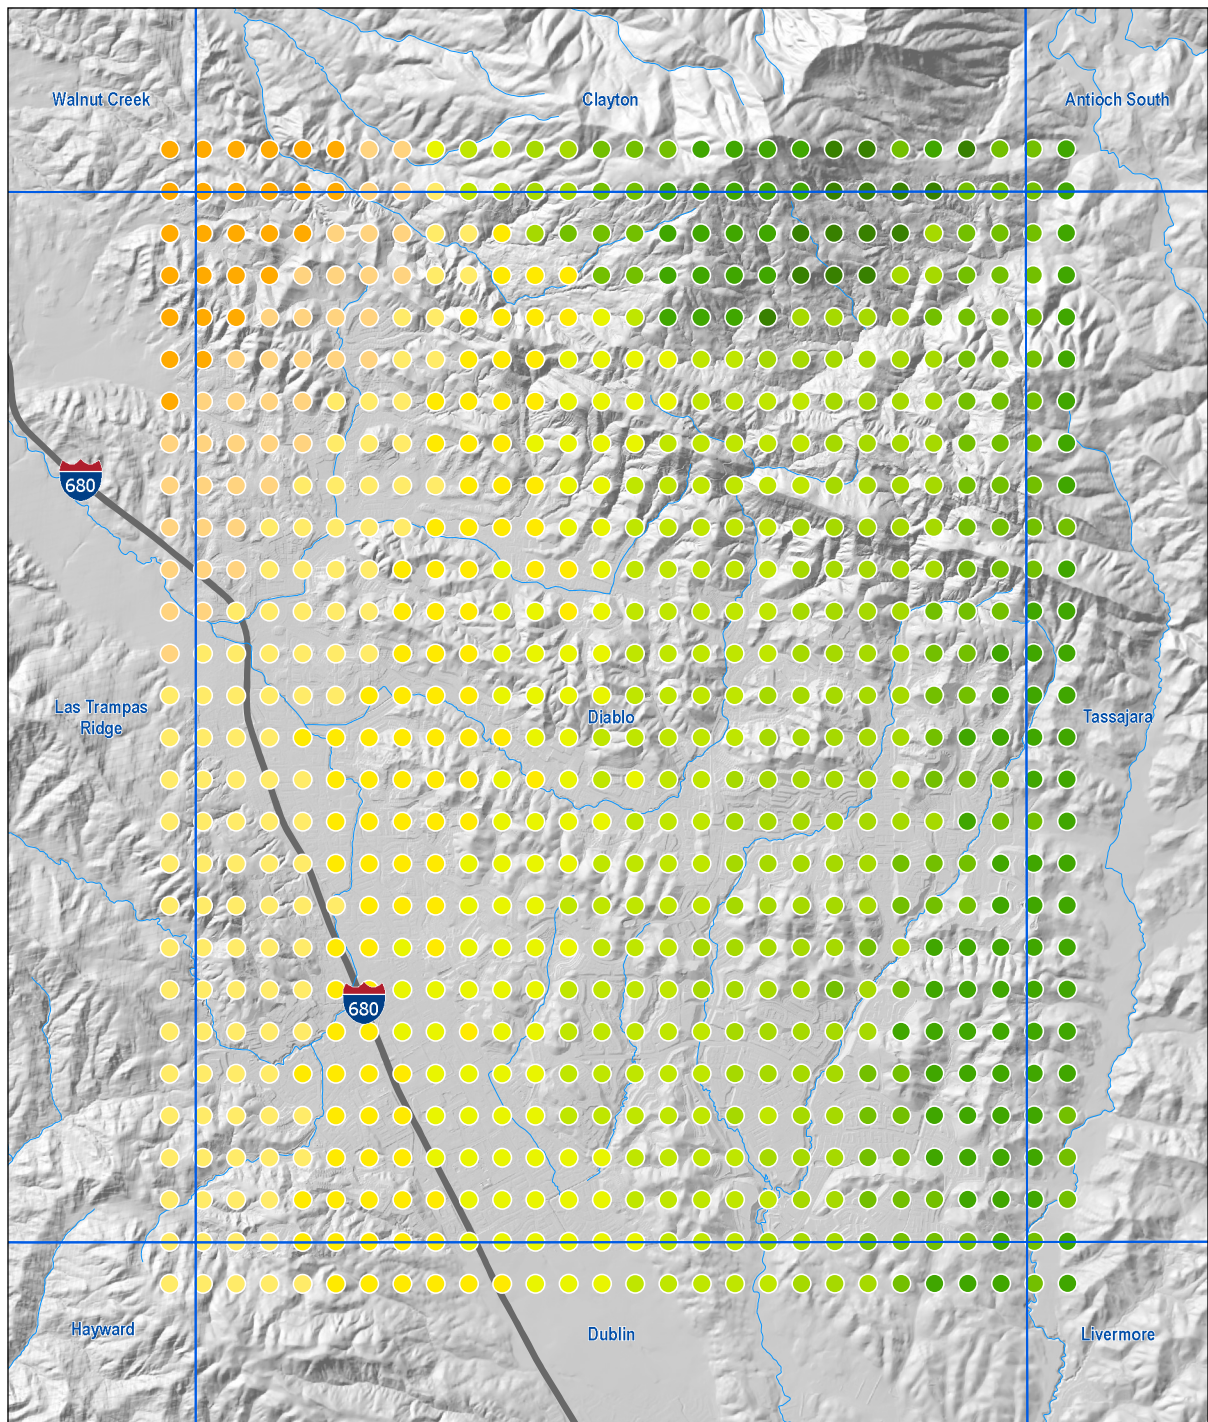 Walnut Creek
Clayton
Antioch South
680
Las Trampas
Ridge
Diablo
Tassajara
680
Hayward
Dublin
Livermore